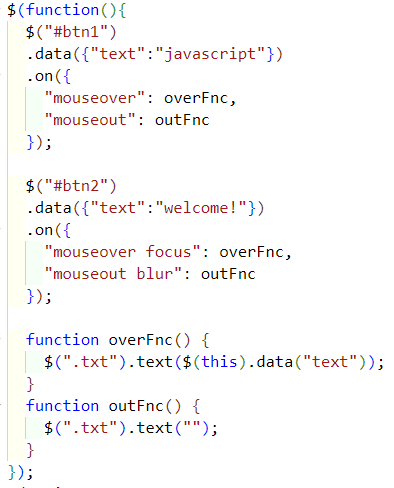 $(function(){
  $("#btn1")
  .data({"text":"javascript"})
  .on({
    "mouseover": overFnc,
    "mouseout": outFnc
  });

  $("#btn2")
  .data({"text":"welcome!"})
  .on({
    "mouseover focus": overFnc,
    "mouseout blur": outFnc
  });

  function overFnc() {
    $(".txt").text($(this).data("text"));
  }
  function outFnc() {
    $(".txt").text("");
  }
});